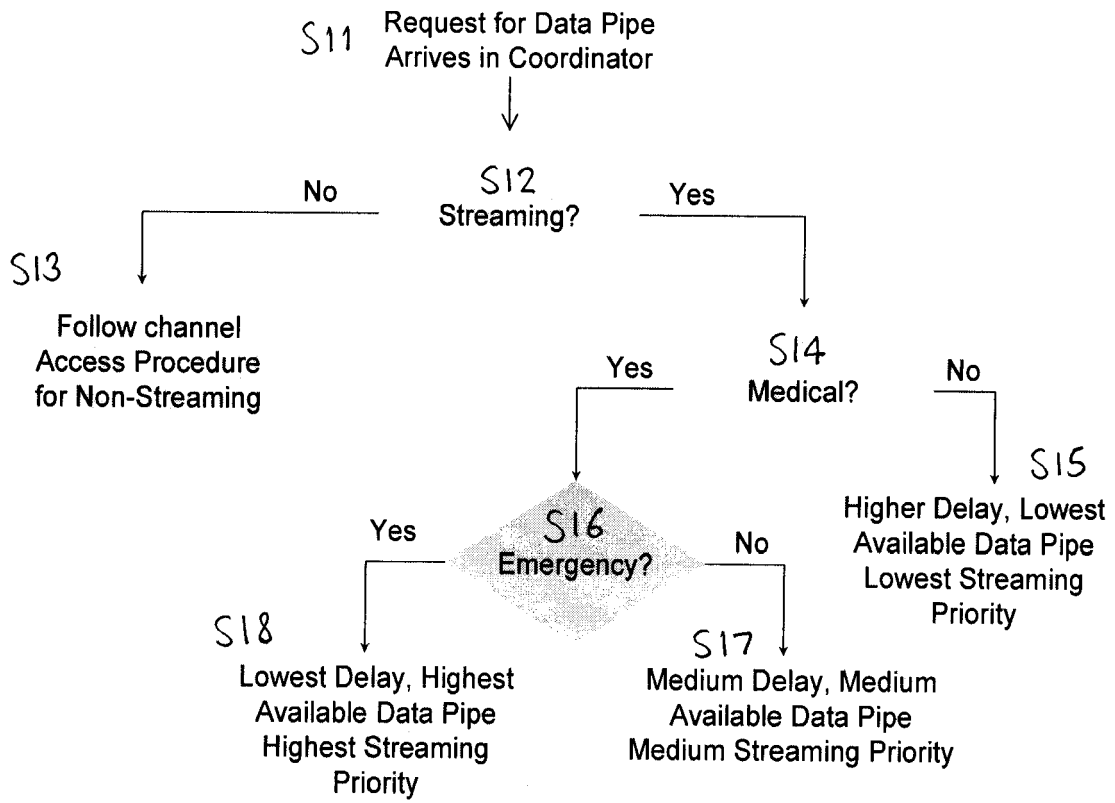 S11
Request for Data Pipe
Arrives in Coordinator
S12
Streaming?
No
Yes
S13
Follow channel
Access Procedure
for Non-Streaming
S14
Medical?
Yes
No
S15
Higher Delay, Lowest
Available Data Pipe
Lowest Streaming
Priority
S16
Emergency?
Yes
No
S18
Lowest Delay, Highest
Available Data Pipe
Highest Streaming
Priority
S17
Medium Delay, Medium
Available Data Pipe
Medium Streaming Priority